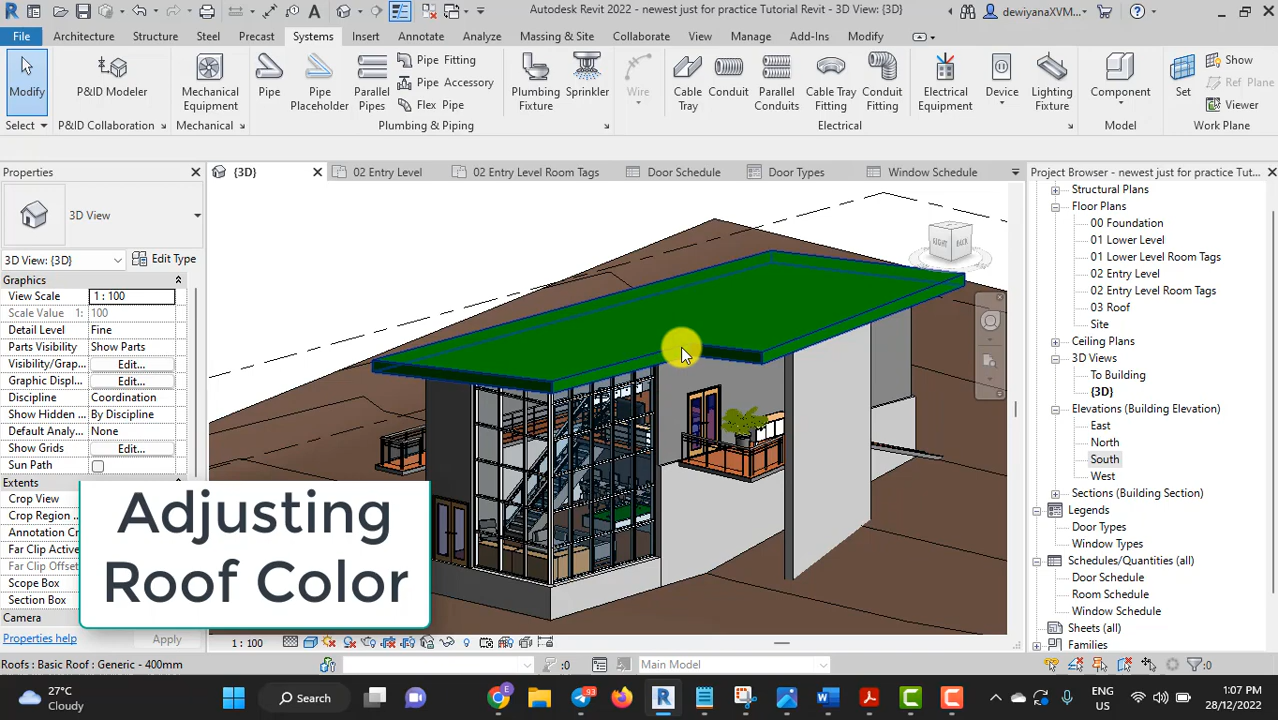 Autodesk Revit 2022 - newest just for practice Tutorial Revit - 3D View: {3D}
dewiyanaXVM...
File Architecture Structure Steel Precast Systems Insert Annotate Analyze Massing & Site Collaborate View Manage Add-Ins Modify
Modify
P&ID Modeler
Mechanical Equipment
Pipe
Pipe Placeholder
Parallel Pipes
Pipe Fitting
Pipe Accessory
Flex Pipe
Plumbing Fixture
Sprinkler
Wire
Cable Tray
Conduit
Parallel Conduits
Cable Tray Fitting
Conduit Fitting
Electrical Equipment
Device
Lighting Fixture
Component
Set
Show
Ref Plane
Viewer
Select P&ID Collaboration Mechanical Plumbing & Piping Electrical Model Work Plane
Properties
{3D} 02 Entry Level 02 Entry Level Room Tags Door Schedule Door Types Window Schedule
Project Browser - newest just for practice Tu...
3D View
3D View: {3D} Edit Type
Graphics
View Scale 1 : 100
Scale Value 1: 100
Detail Level Fine
Parts Visibility Show Parts
Visibility/Grap... Edit...
Graphic Displ... Edit...
Discipline Coordination
Show Hidden ... By Discipline
Default Analy... None
Show Grids Edit...
Sun Path
Extents
Crop View
Crop Region ...
Annotation Cr
Far Clip Active
Far Clip Offset
Scope Box
Section Box
Camera
Properties help Apply
RIGHT BACK
Adjusting
Roof Color
Structural Plans
Floor Plans
00 Foundation
01 Lower Level
01 Lower Level Room Tags
02 Entry Level
02 Entry Level Room Tags
03 Roof
Site
Ceiling Plans
3D Views
To Building
{3D}
Elevations (Building Elevation)
East
North
South
West
Sections (Building Section)
Legends
Door Types
Window Types
Schedules/Quantities (all)
Door Schedule
Room Schedule
Window Schedule
Sheets (all)
Families
1 : 100
Roofs : Basic Roof : Generic - 400mm
:0 Main Model :0
27°C
Cloudy
Search
93
ENG
US
1:07 PM
28/12/2022